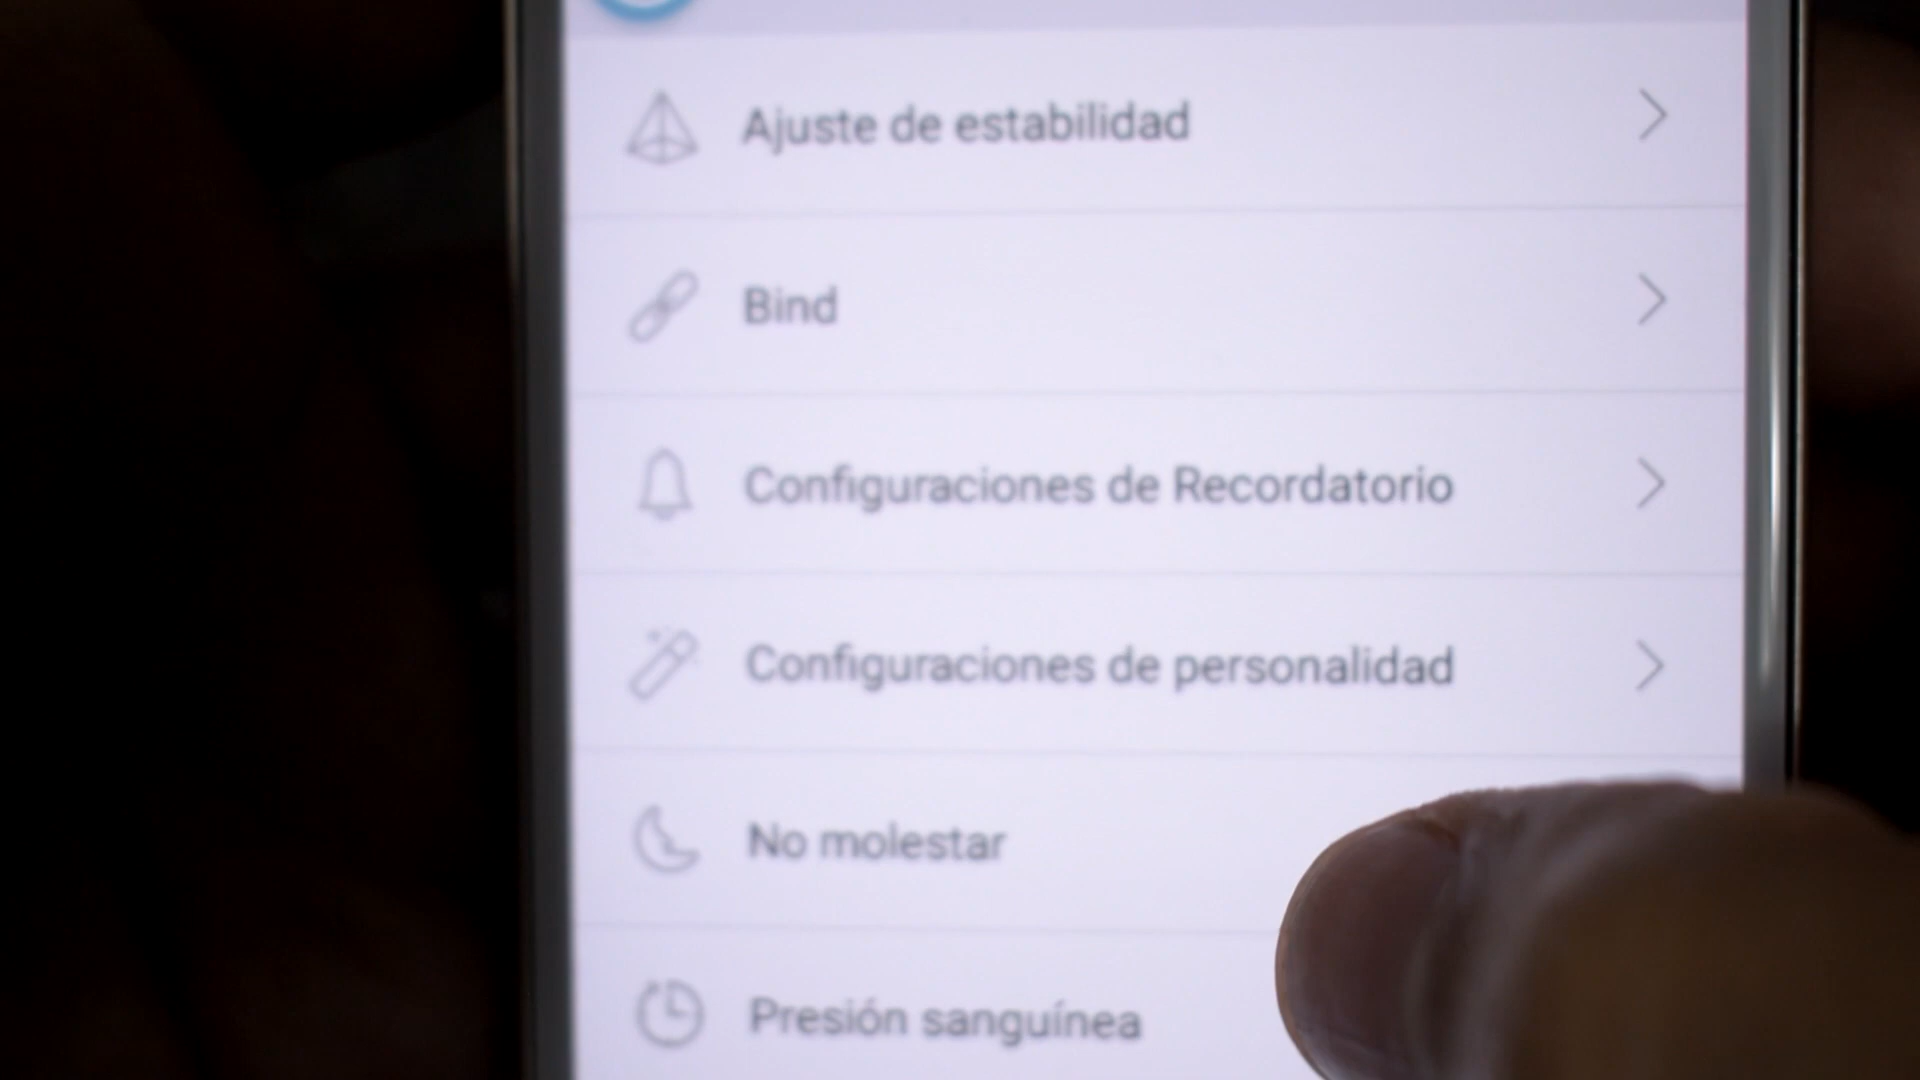 Ajuste de estabilidad
Bind
Configuraciones de Recordatorio
Configuraciones de personalidad
No molestar
Presión sanguínea